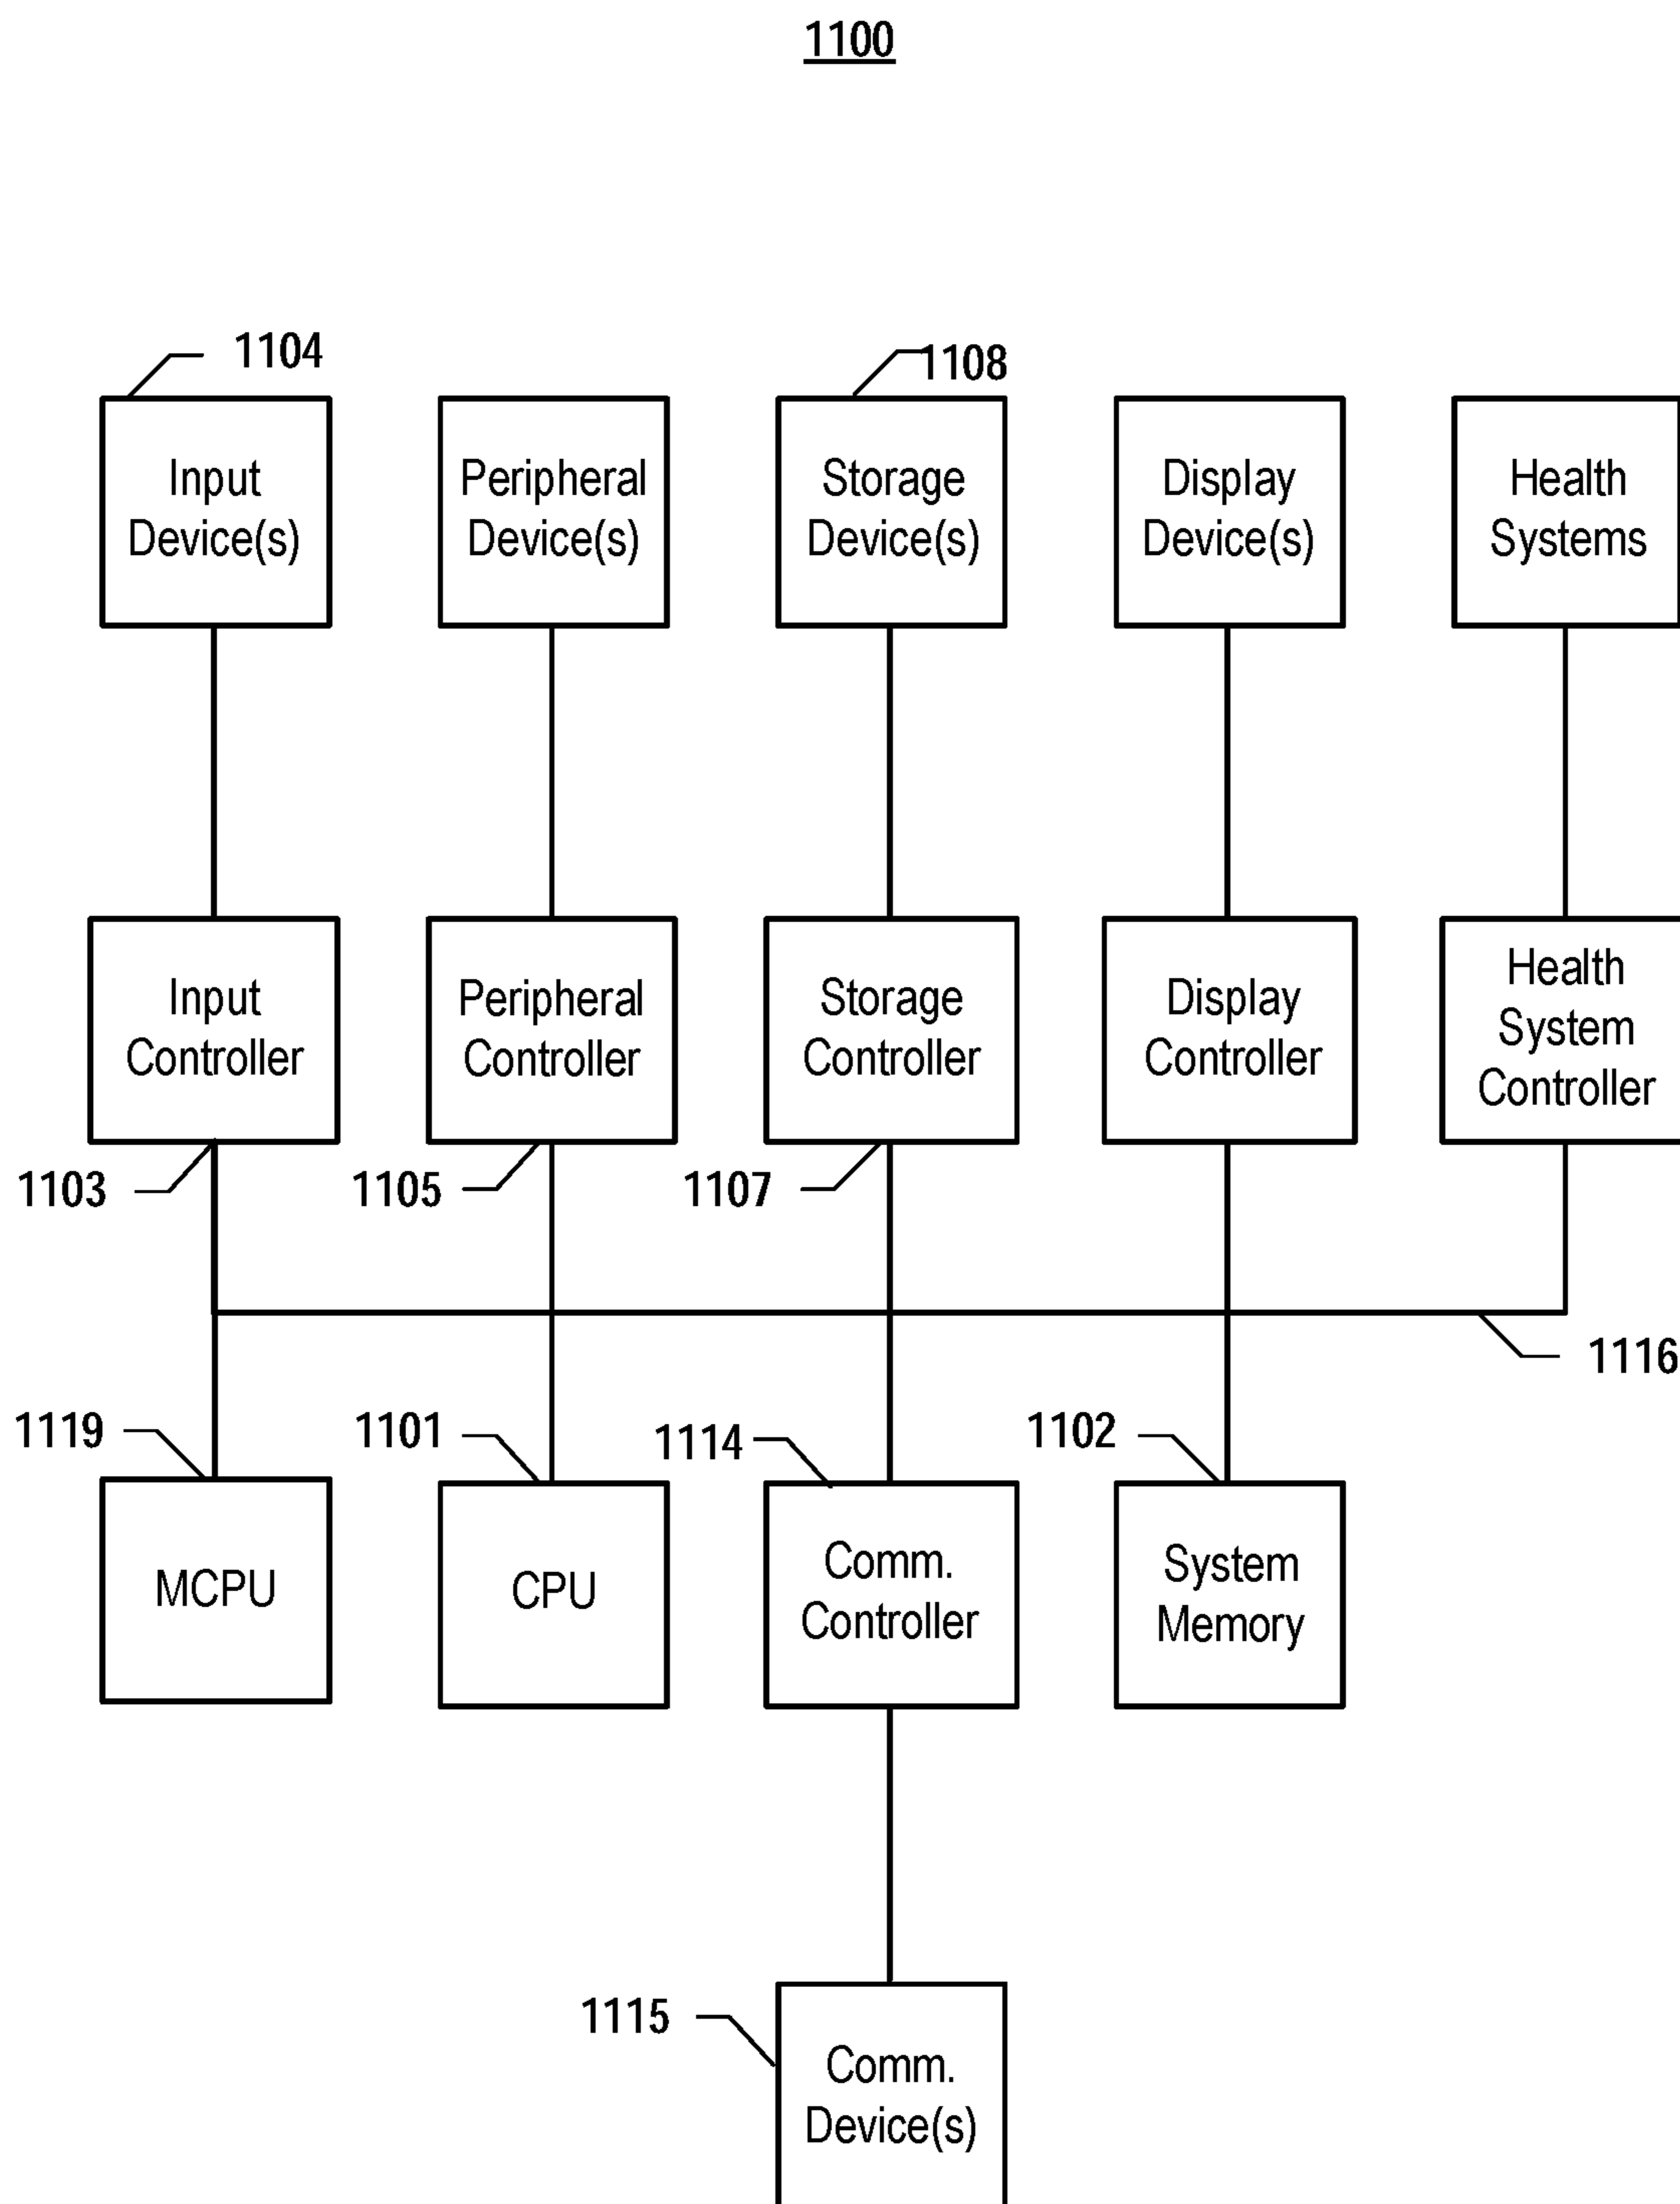 1100
1104
1108
Input
Device(s)
Peripheral
Device(s)
Storage
Device(s)
Display
Device(s)
Health
Systems
Input
Controller
Peripheral
Controller
Storage
Controller
Display
Controller
Health
System
Controller
1103
1105
1107
1116
1119
1101
1114
1102
MCPU
CPU
Comm.
Controller
System
Memory
1115
Comm.
Device(s)